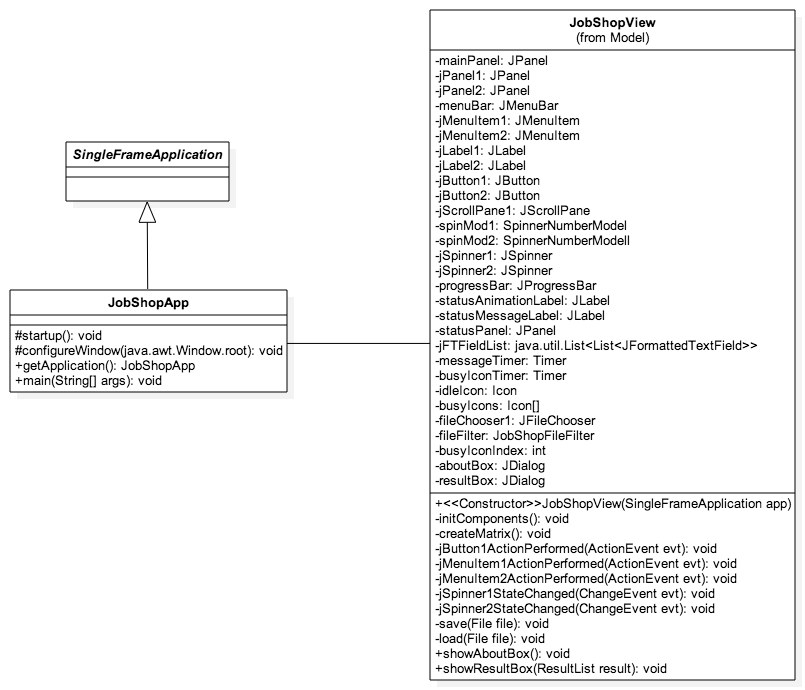 SingleFrameApplication
JobShopApp
#startup(): void
#configureWindow(java.awt.Window.root): void
+getApplication(): JobShopApp
+main(String[] args): void
JobShopView
(from Model)
-mainPanel: JPanel
-jPanel1: JPanel
-jPanel2: JPanel
-menuBar: JMenuBar
-jMenuItem1: JMenuItem
-jMenuItem2: JMenuItem
-jLabel1: JLabel
-jLabel2: JLabel
-jButton1: JButton
-jButton2: JButton
-jScrollPane1: JScrollPane
-spinMod1: SpinnerNumberModel
-spinMod2: SpinnerNumberModell
-jSpinner1: JSpinner
-jSpinner2: JSpinner
-progressBar: JProgressBar
-statusAnimationLabel: JLabel
-statusMessageLabel: JLabel
-statusPanel: JPanel
-jFTFieldList: java.util.List<List<JFormattedTextField>>
-messageTimer: Timer
-busyIconTimer: Timer
-idleIcon: Icon
-busyIcons: Icon[]
-fileChooser1: JFileChooser
-fileFilter: JobShopFileFilter
-busyIconIndex: int
-aboutBox: JDialog
-resultBox: JDialog
+<<Constructor>>JobShopView(SingleFrameApplication app)
-initComponents(): void
-createMatrix(): void
-jButton1ActionPerformed(ActionEvent evt): void
-jMenuItem1ActionPerformed(ActionEvent evt): void
-jMenuItem2ActionPerformed(ActionEvent evt): void
-jSpinner1StateChanged(ChangeEvent evt): void
-jSpinner2StateChanged(ChangeEvent evt): void
-save(File file): void
-load(File file): void
+showAboutBox(): void
+showResultBox(ResultList result): void